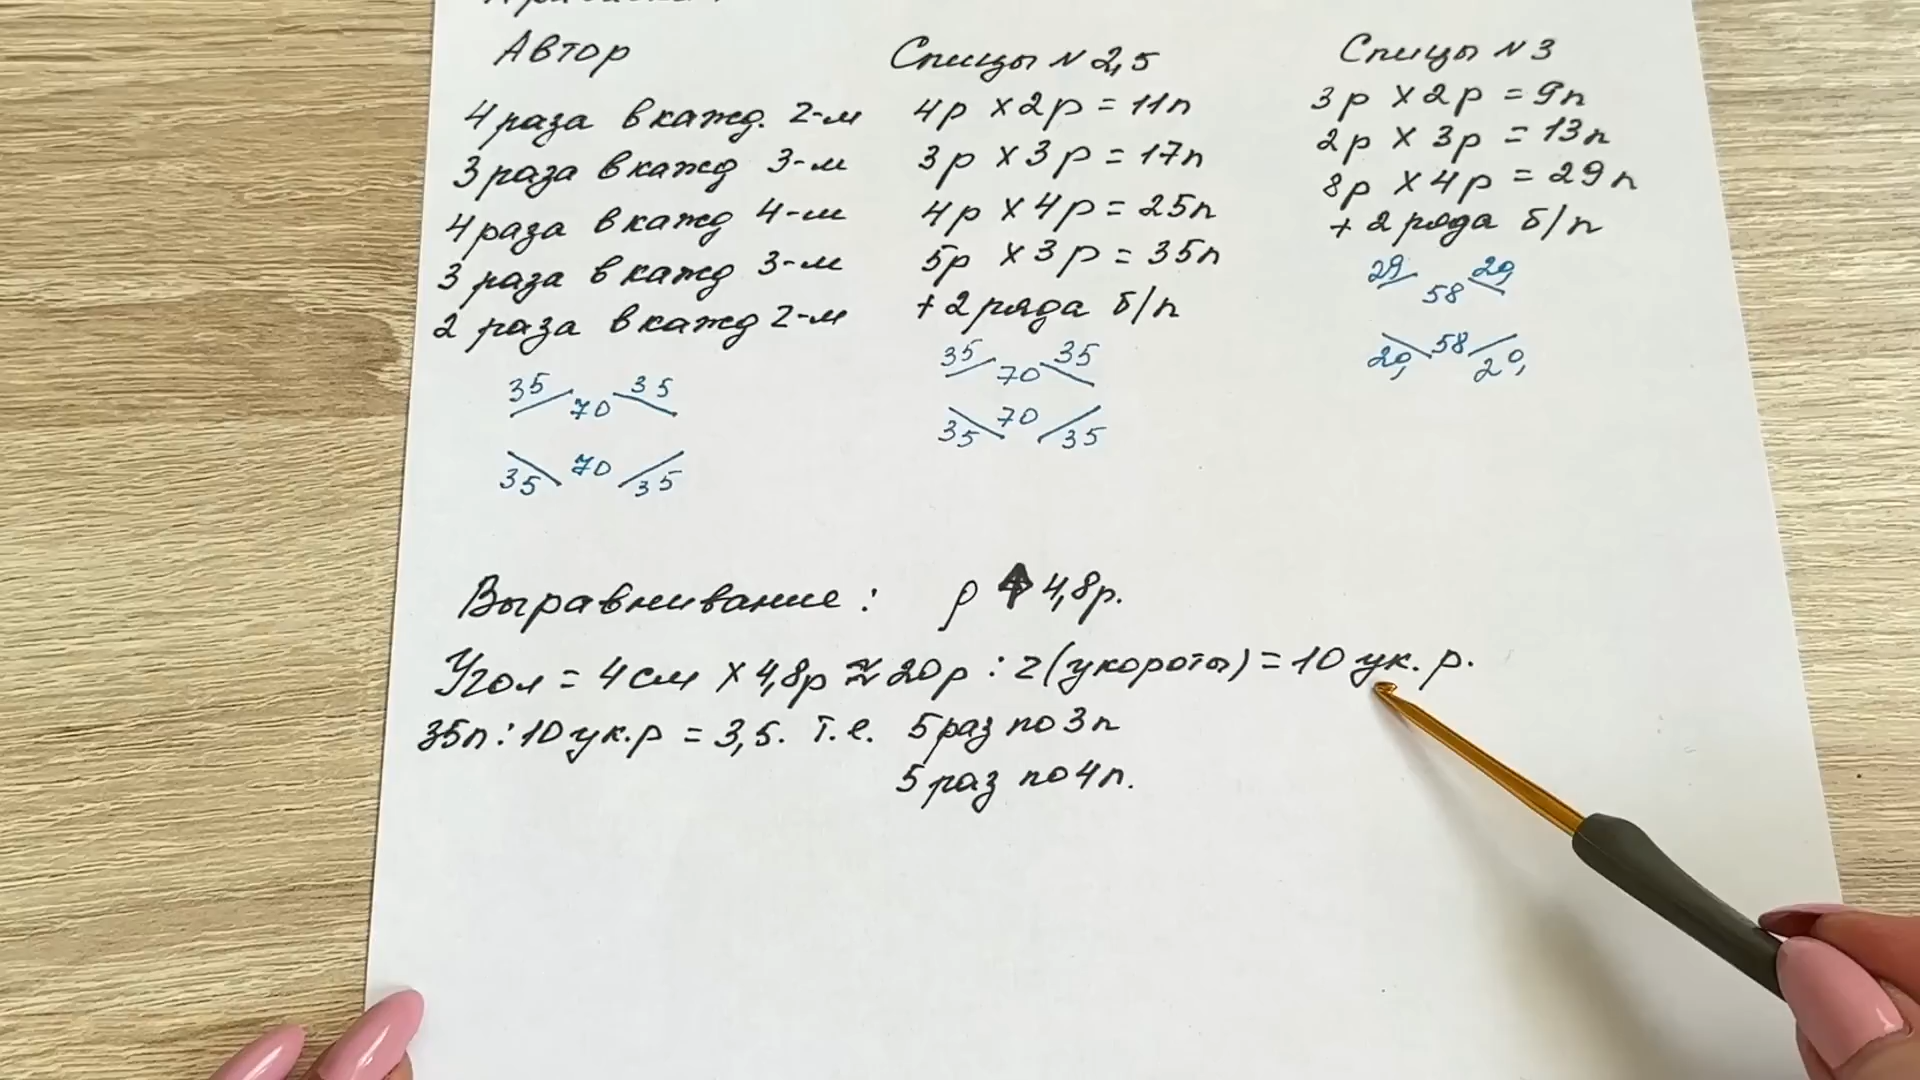 Автор
4 раза в кажд. 2-м
3 раза в кажд 3-м
4 раза в кажд 4-м
3 раза в кажд 3-м
2 раза в кажд 2-м
35 70 35
35 70 35
Спицы N 2,5
4р х 2р = 11п
3р х 3р = 17п
4р х 4р = 25п
5р х 3р = 35п
+ 2 ряда б/п
35 70 35
35 70 35
Спицы N 3
3р х 2р = 9п
2р х 3р = 13п
8р х 4р = 29п
+ 2 ряда б/п
29 58 29
29 58 29
Выравнивание: р ↑ 4,8р.
Угол = 4см х 4,8р ≈ 20р : 2 (укороты) = 10 ук. р.
35п : 10 ук.р = 3,5. т.е. 5 раз по 3п
5 раз по 4п.